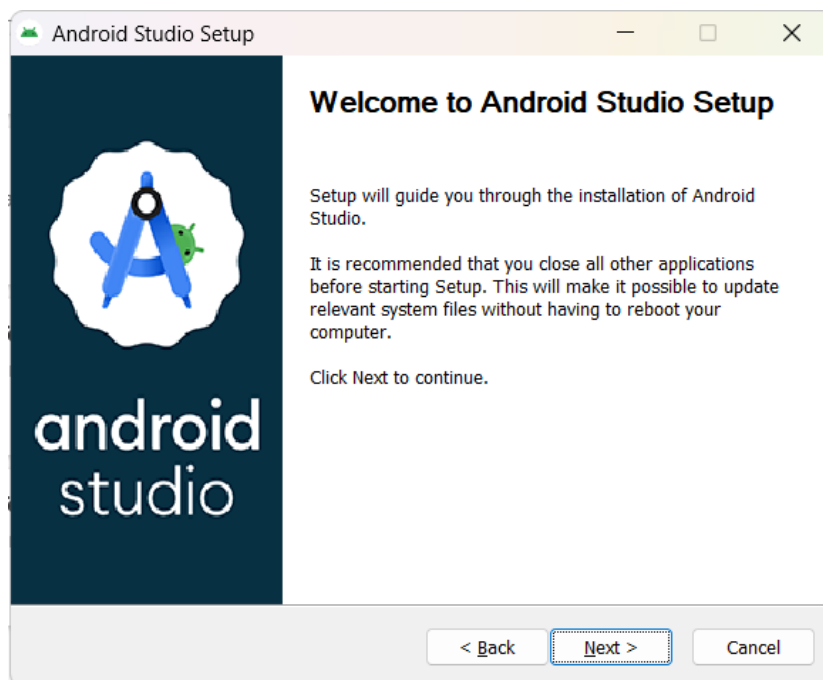 Android Studio Setup
Welcome to Android Studio Setup
Setup will guide you through the installation of Android
Studio.
It is recommended that you close all other applications
before starting Setup. This will make it possible to update
relevant system files without having to reboot your
computer.
Click Next to continue.
android
studio
< Back
Next >
Cancel